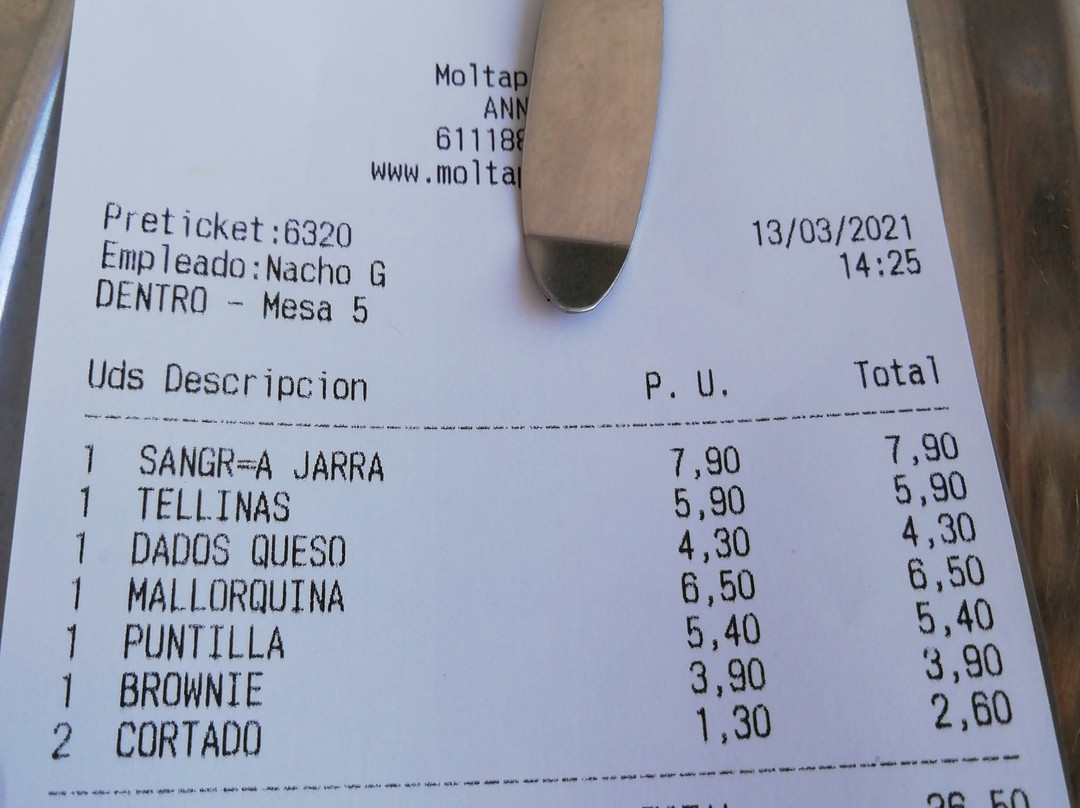 Moltap
ANN
61118
www.molta
Preticket:6320 13/03/2021
Empleado:Nacho G 14:25
DENTRO - Mesa 5
Uds Descripcion P. U. Total
1 SANGR=A JARRA 7,90 7,90
1 TELLINAS 5,90 5,90
1 DADOS QUESO 4,30 4,30
1 MALLORQUINA 6,50 6,50
1 PUNTILLA 5,40 5,40
1 BROWNIE 3,90 3,90
2 CORTADO 1,30 2,60
36,50